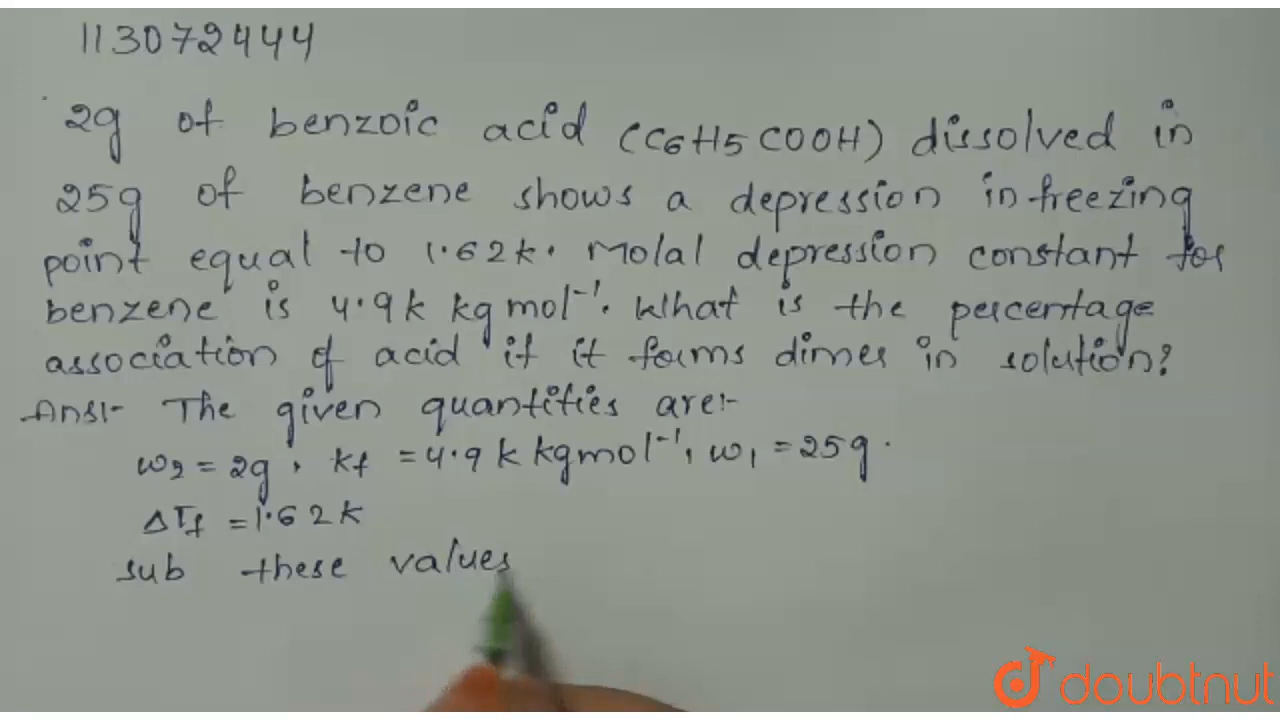 113072444
2g of benzoic acid (C6H5COOH) dissolved in
25g of benzene shows a depression in freezing
point equal to 1.62k. Molal depression constant for
benzene is 4.9k kg mol⁻¹. What is the percentage
association of acid if it forms dimer in solution?
Ans:- The given quantities are:-
w₂ = 2g, kf = 4.9 k kg mol⁻¹, w₁ = 25g.
ΔTf = 1.62k
sub these values
doubtnut